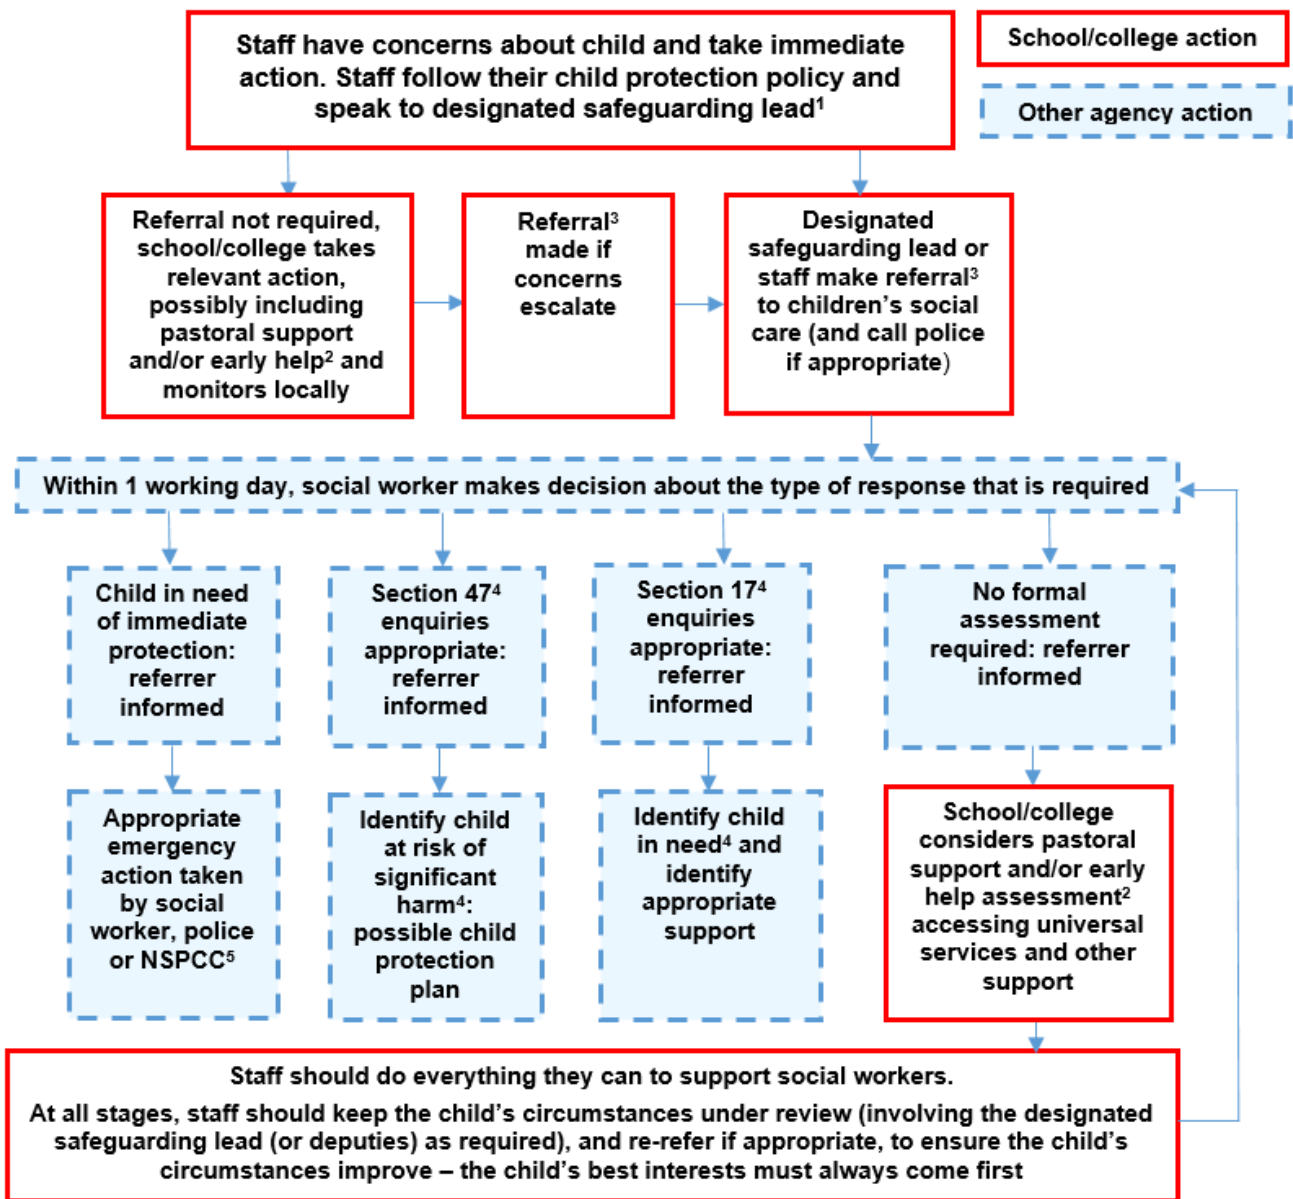 Staff have concerns about child and take immediate
action. Staff follow their child protection policy and
speak to designated safeguarding lead¹
School/college action
Other agency action
Referral not required,
school/college takes
relevant action,
possibly including
pastoral support
and/or early help² and
monitors locally
Referral³
made if
concerns
escalate
Designated
safeguarding lead or
staff make referral³
to children’s social
care (and call police
if appropriate)
Within 1 working day, social worker makes decision about the type of response that is required
Child in need
of immediate
protection:
referrer
informed
Section 47⁴
enquiries
appropriate:
referrer
informed
Section 17⁴
enquiries
appropriate:
referrer
informed
No formal
assessment
required: referrer
informed
Appropriate
emergency
action taken
by social
worker, police
or NSPCC⁵
Identify child
at risk of
significant
harm⁴:
possible child
protection
plan
Identify child
in need⁴ and
identify
appropriate
support
School/college
considers pastoral
support and/or early
help assessment²
accessing universal
services and other
support
Staff should do everything they can to support social workers.
At all stages, staff should keep the child’s circumstances under review (involving the designated
safeguarding lead (or deputies) as required), and re-refer if appropriate, to ensure the child’s
circumstances improve – the child’s best interests must always come first